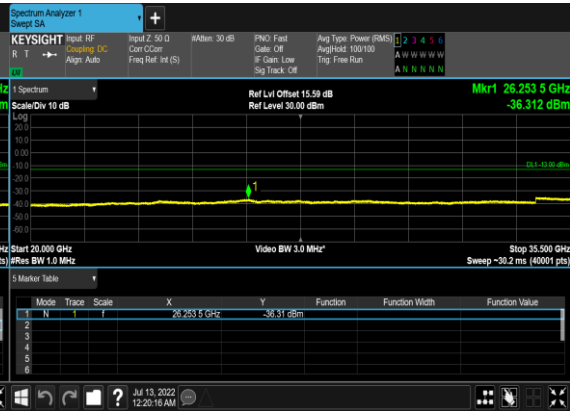 Spectrum Analyzer 1
Swept SA
KEYSIGHT
R T
Input: RF
Coupling: DC
Align: Auto
Input Z: 50 Ω
Corr CCorr
Freq Ref: Int (S)
#Atten: 30 dB
PNO: Fast
Gate: Off
IF Gain: Low
Sig Track: Off
Avg Type: Power (RMS)
Avg|Hold: 100/100
Trig: Free Run
1 2 3 4 5 6
A W W W W W
A N N N N N
1 Spectrum
Scale/Div 10 dB
Ref Lvl Offset 15.59 dB
Ref Level 30.00 dBm
Mkr1 26.253 5 GHz
-36.312 dBm
Log
20.0
10.0
0.00
-10.0
-20.0
-30.0
-40.0
-50.0
-60.0
1
DL1 -13.00 dBm
Start 20.000 GHz
#Res BW 1.0 MHz
Video BW 3.0 MHz*
Stop 35.500 GHz
Sweep ~30.2 ms (40001 pts)
5 Marker Table
Mode Trace Scale X Y Function Function Width Function Value
1 N 1 f 26.253 5 GHz -36.31 dBm
2
3
4
5
6
Jul 13, 2022
12:20:16 AM